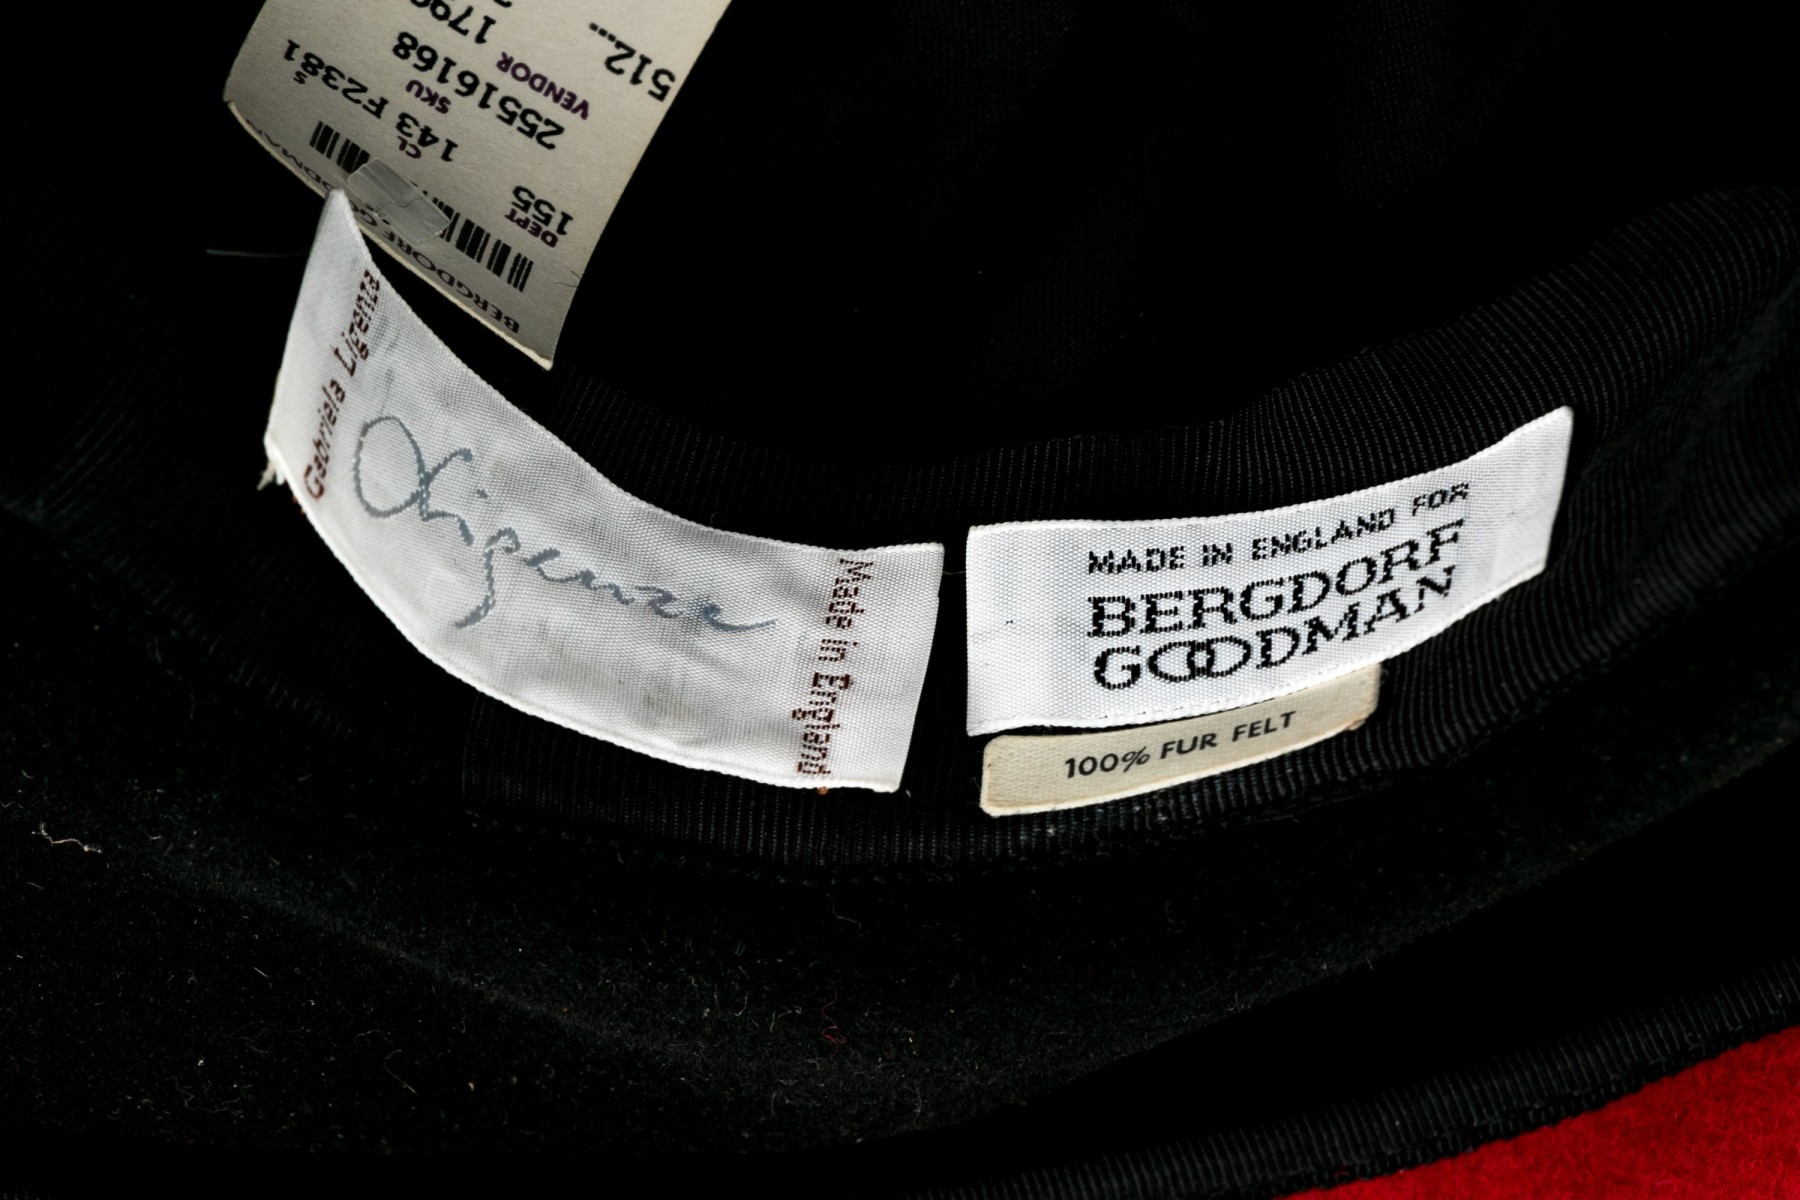 512...
VENDOR 179
SKU
25516168
S
CL
143 F2381
DEPT
155
BERGDORF GOODMAN
Gabriela Ligenza
Ligenza
Made in England
MADE IN ENGLAND FOR
BERGDORF
GOODMAN
100% FUR FELT